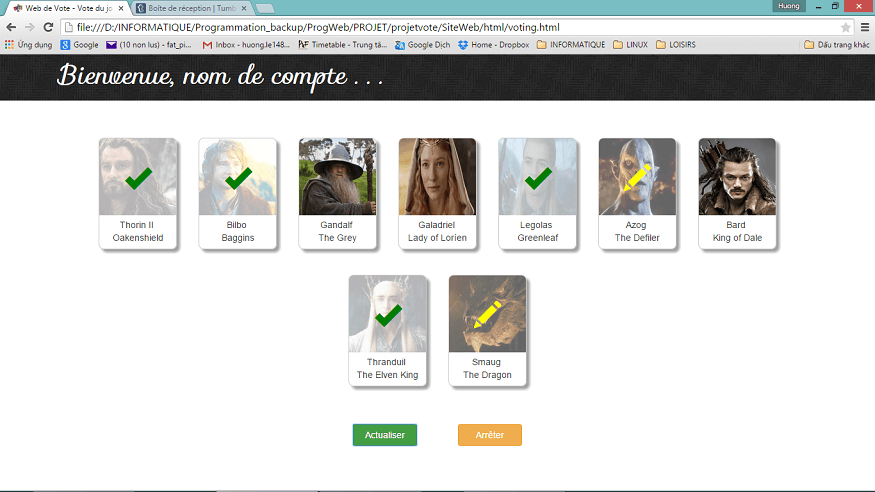 Web de Vote - Vote du jo
Boîte de réception | Tumb
Huong
file:///D:/INFORMATIQUE/Programmation_backup/ProgWeb/PROJET/projetvote/SiteWeb/html/voting.html
Ứng dụng
Google
(10 non lus) - fat_pi...
Inbox - huong.le148...
Timetable - Trung tâ...
Google Dịch
Home - Dropbox
INFORMATIQUE
LINUX
LOISIRS
Dấu trang khác
Bienvenue, nom de compte . . .
Thorin II
Oakenshield
Bilbo
Baggins
Gandalf
The Grey
Galadriel
Lady of Lorien
Legolas
Greenleaf
Azog
The Defiler
Bard
King of Dale
Thranduil
The Elven King
Smaug
The Dragon
Actualiser
Arrêter